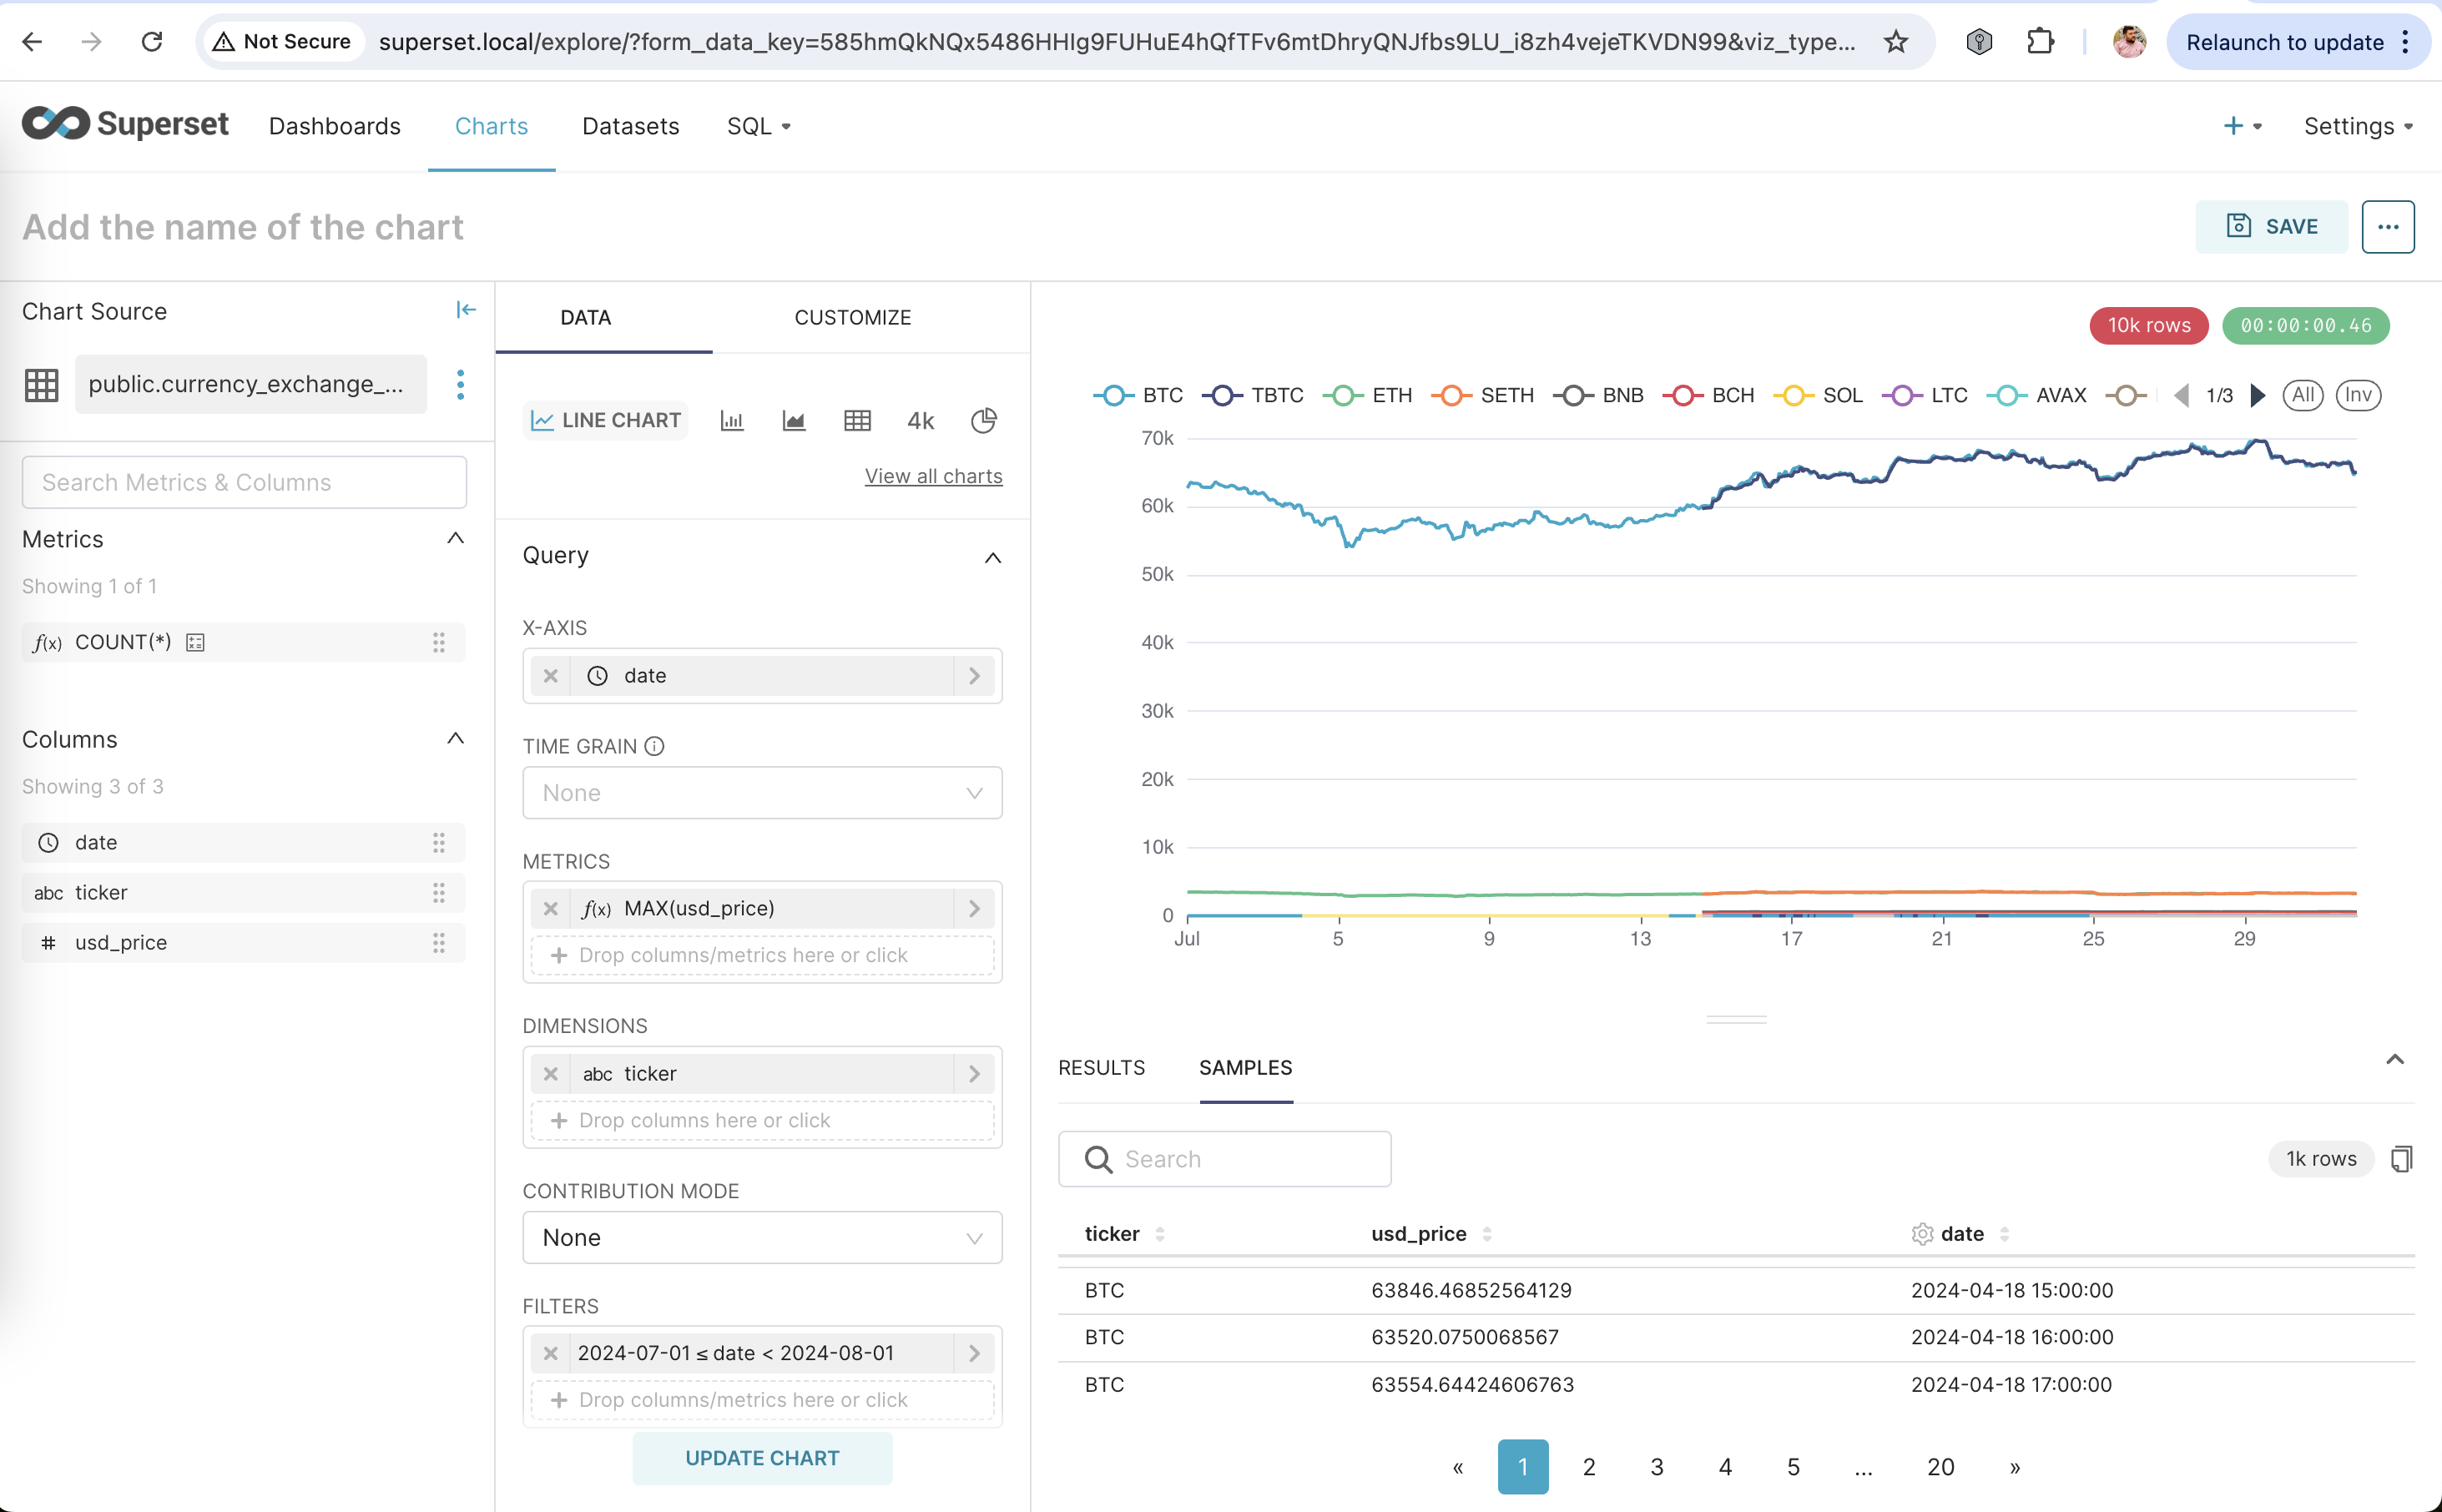 Not Secure superset.local/explore/?form_data_key=585hmQkNQx5486HHIg9FUHuE4hQfTFv6mtDhryQNJfbs9LU_i8zh4vejeTKVDN99&viz_type... Relaunch to update
Superset Dashboards Charts Datasets SQL + Settings
Add the name of the chart
SAVE ...
Chart Source
public.currency_exchange_...
Search Metrics & Columns
Metrics
Showing 1 of 1
f(x) COUNT(*)
Columns
Showing 3 of 3
date
abc ticker
# usd_price
DATA CUSTOMIZE
LINE CHART 4k
View all charts
Query
X-AXIS
date
TIME GRAIN
None
METRICS
f(x) MAX(usd_price)
+ Drop columns/metrics here or click
DIMENSIONS
abc ticker
+ Drop columns here or click
CONTRIBUTION MODE
None
FILTERS
2024-07-01 ≤ date < 2024-08-01
+ Drop columns/metrics here or click
UPDATE CHART
10k rows 00:00:00.46
BTC TBTC ETH SETH BNB BCH SOL LTC AVAX 1/3 All Inv
70k
60k
50k
40k
30k
20k
10k
0
Jul 5 9 13 17 21 25 29
RESULTS SAMPLES
Search
1k rows
ticker usd_price date
BTC 63846.46852564129 2024-04-18 15:00:00
BTC 63520.0750068567 2024-04-18 16:00:00
BTC 63554.64424606763 2024-04-18 17:00:00
« 1 2 3 4 5 ... 20 »